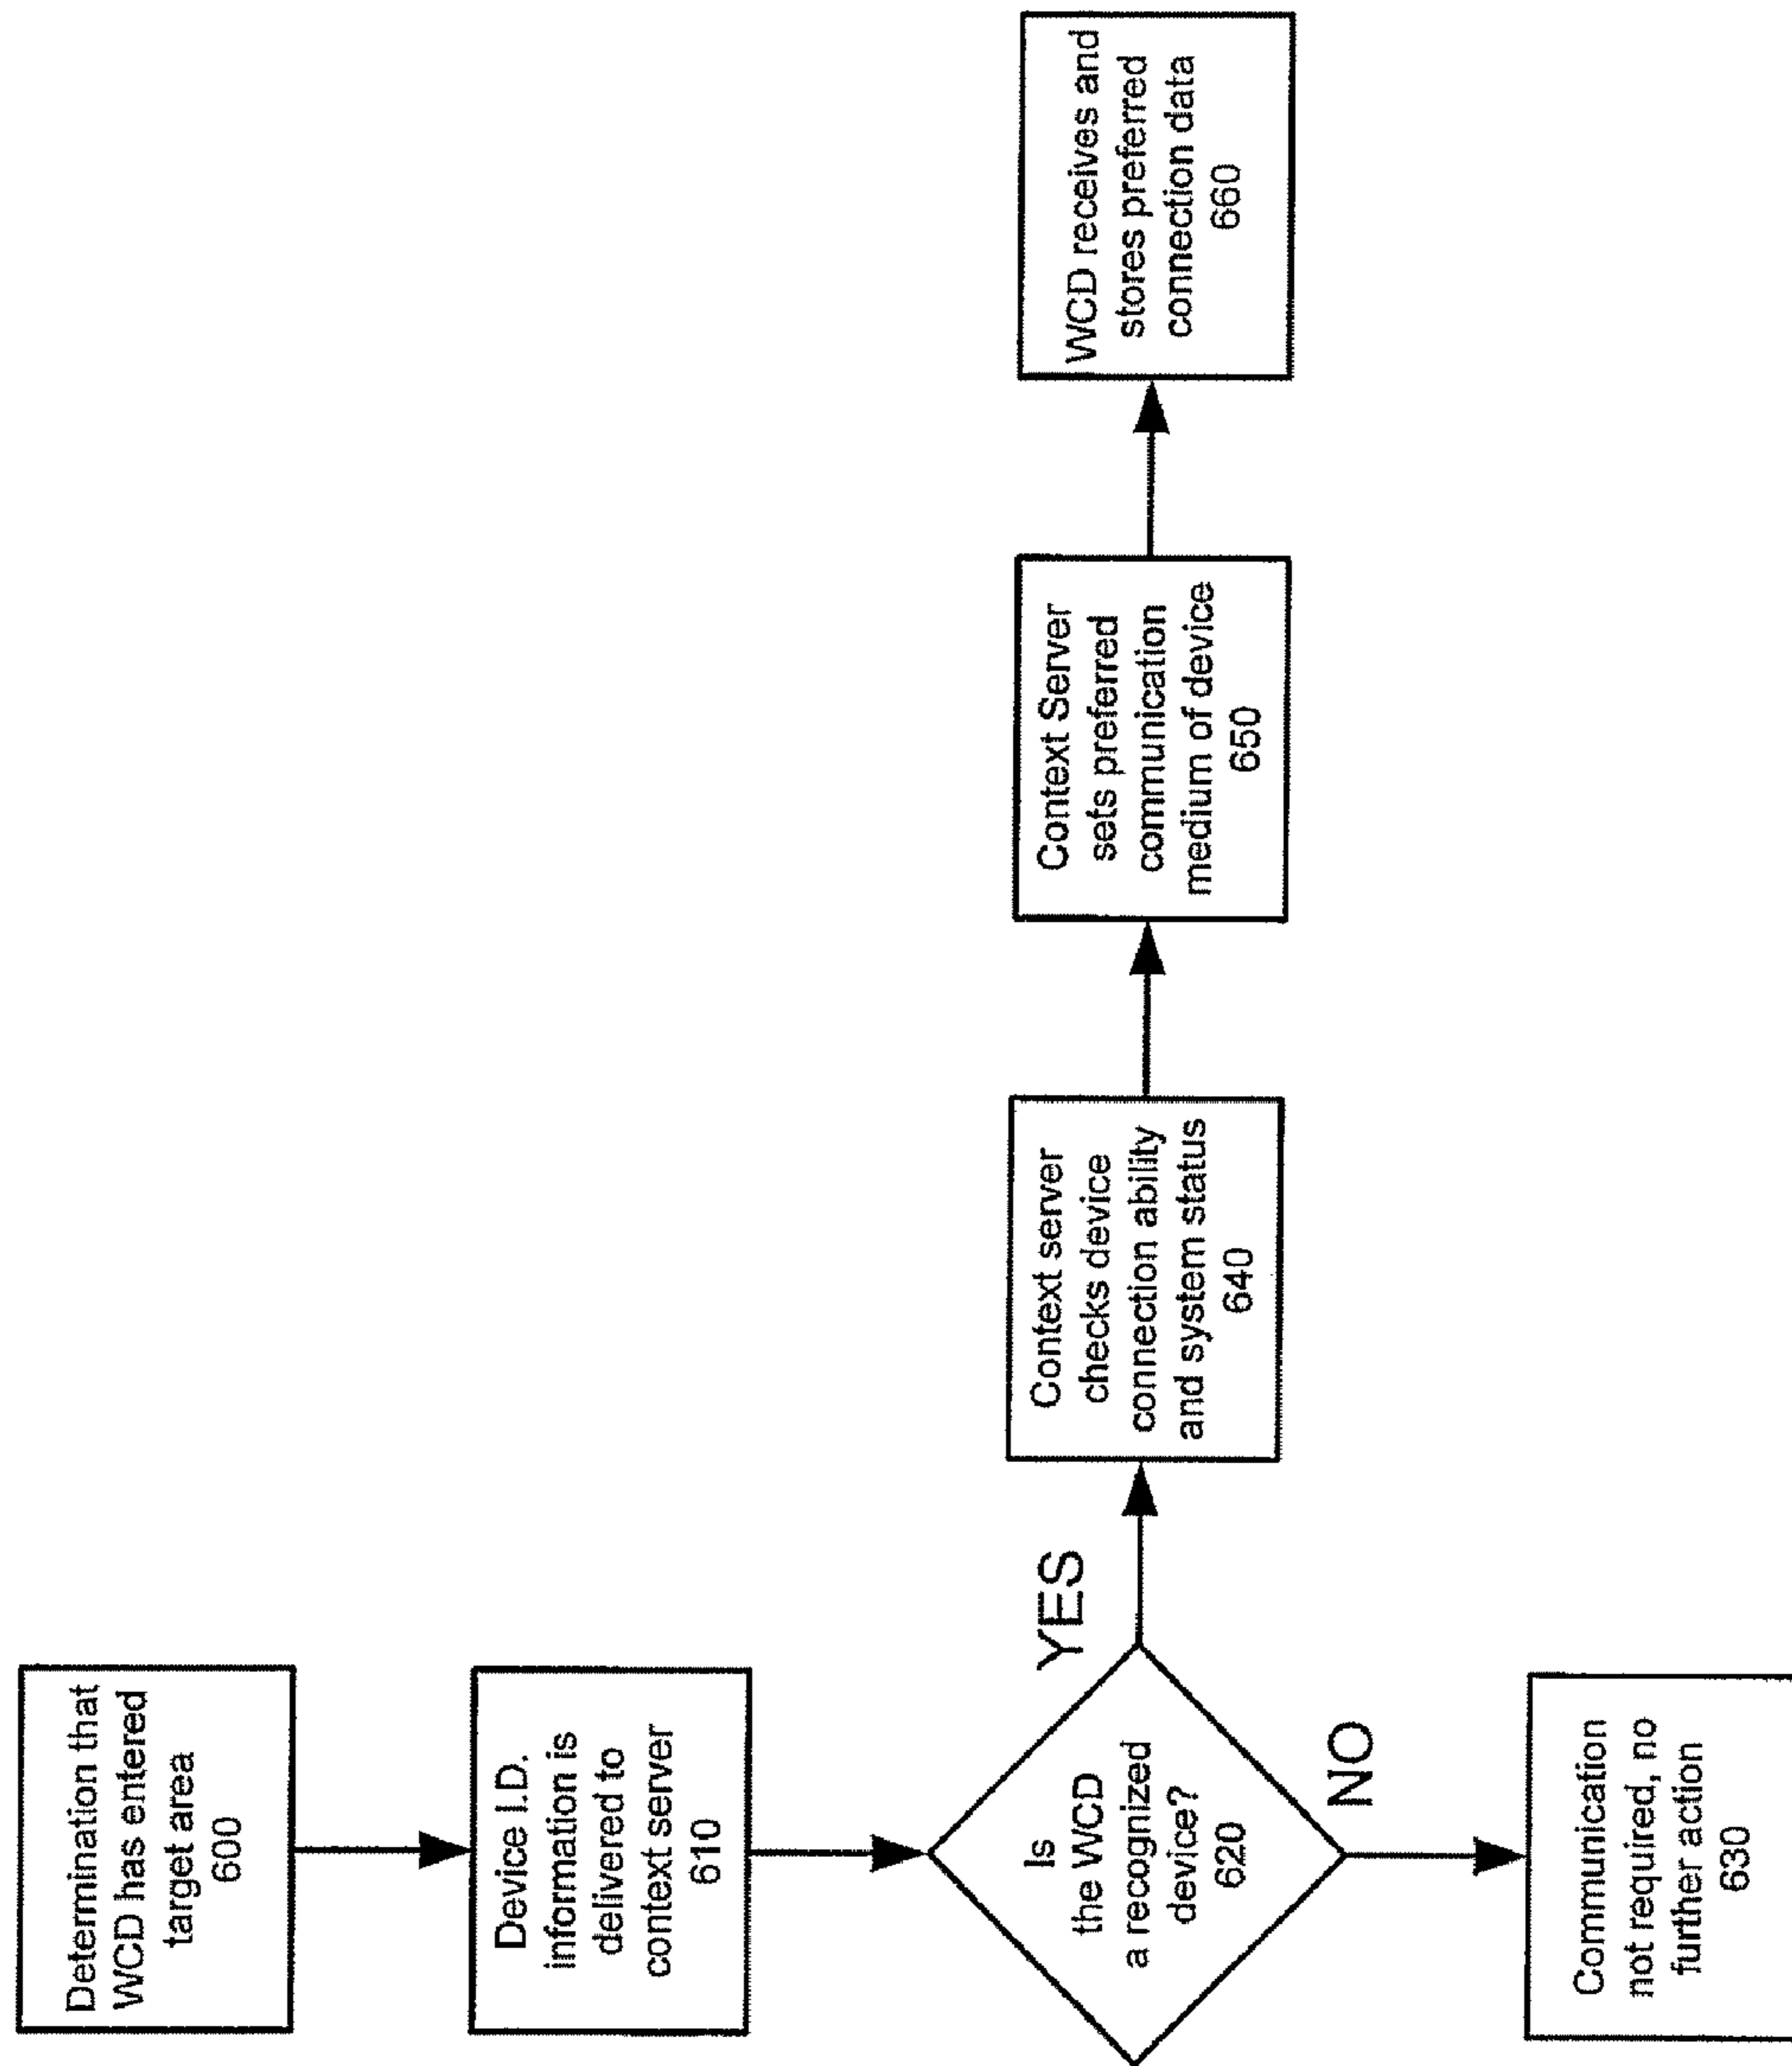 Determination that
WCD has entered
target area
600
Device I.D.
information is
delivered to
context server
610
Is
the WCD
a recognized
device?
620
YES
NO
Communication
not required, no
further action
630
Context server
checks device
connection ability
and system status
640
Context Server
sets preferred
communication
medium of device
650
WCD receives and
stores preferred
connection data
660